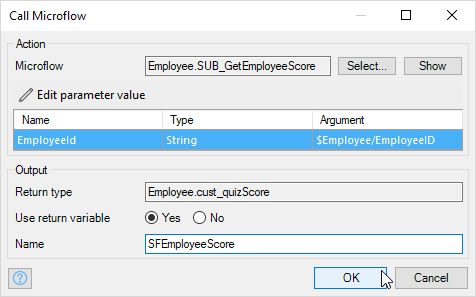 Call Microflow
Action
Microflow Employee.SUB_GetEmployeeScore Select... Show
Edit parameter value
Name Type Argument
EmployeeId String $Employee/EmployeeID
Output
Return type Employee.cust_quizScore
Use return variable Yes No
Name SFEmployeeScore
? OK Cancel